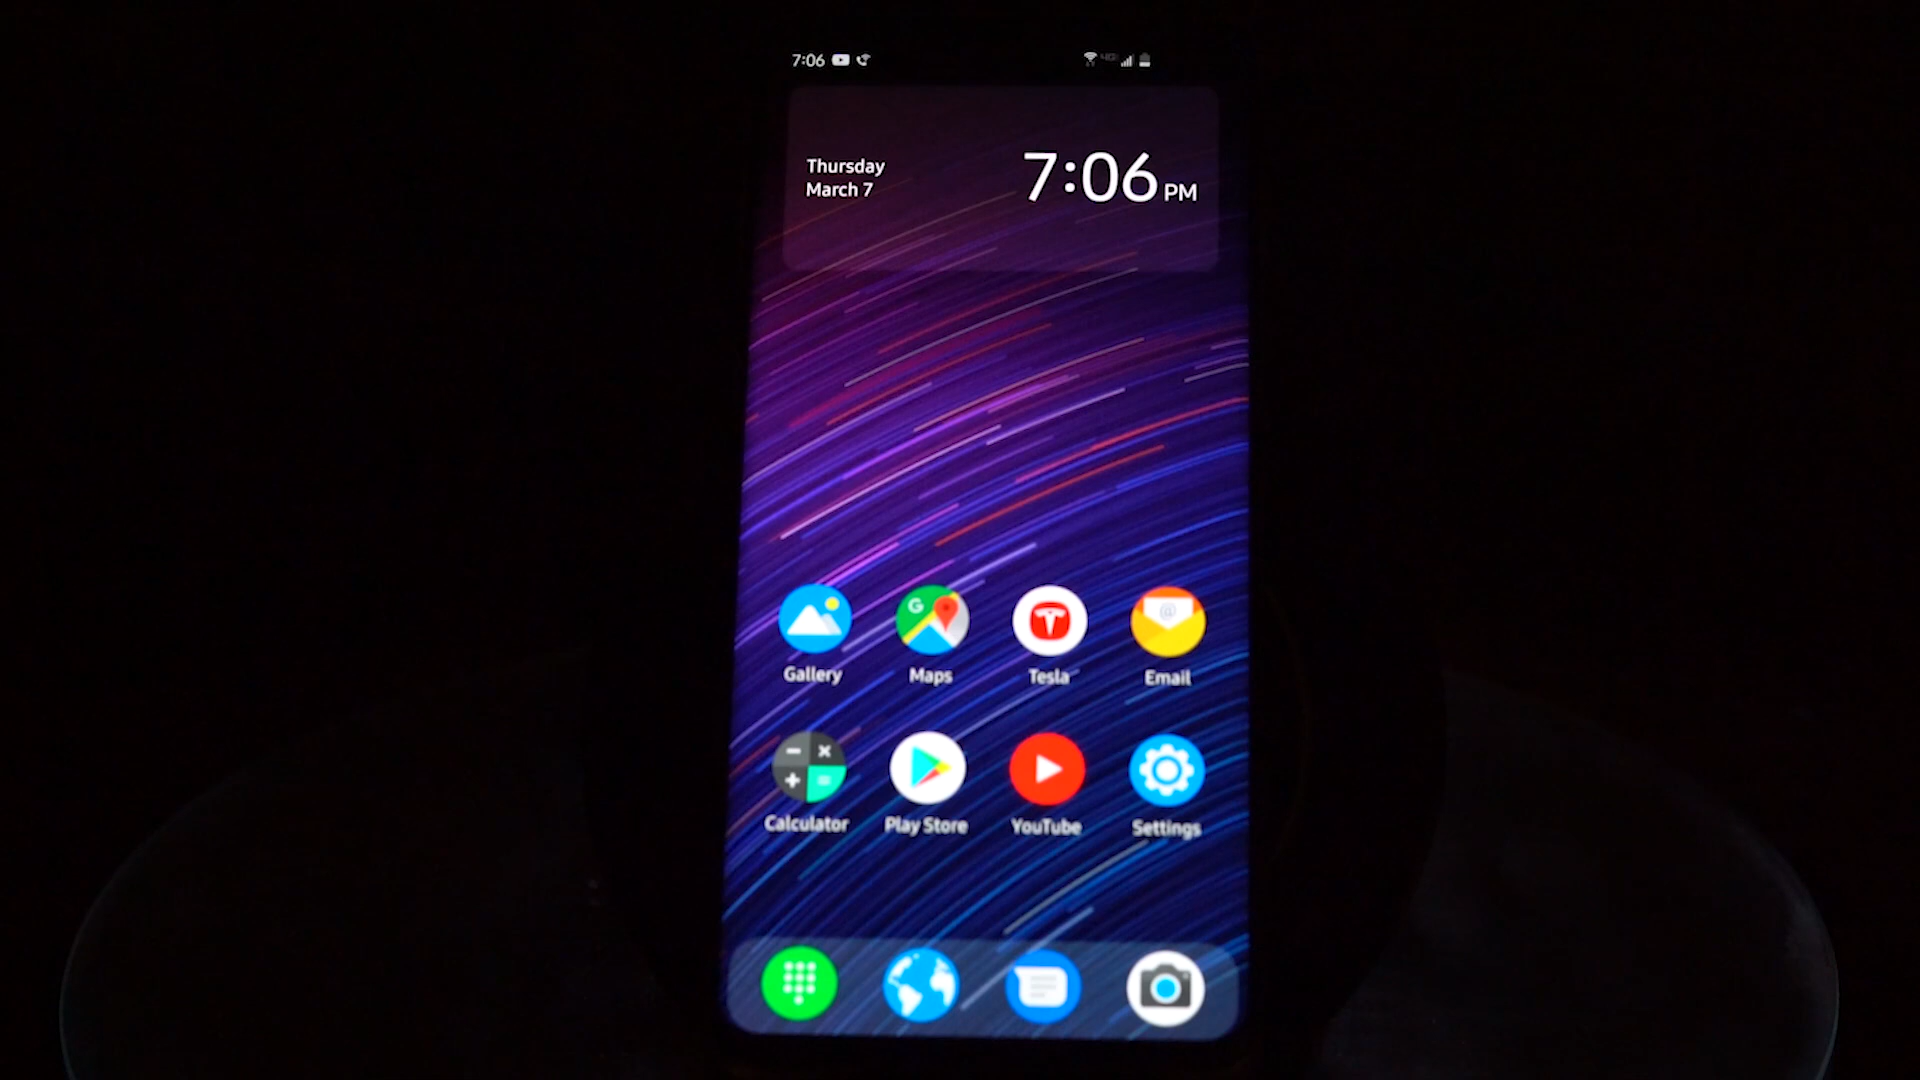 7:06
Thursday
March 7
7:06 PM
Gallery
Maps
Tesla
Email
Calculator
Play Store
YouTube
Settings